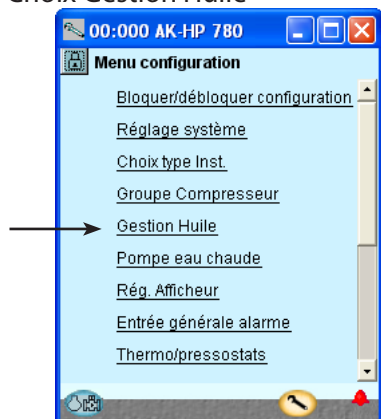 Choix Gestion Huile
00:000 AK-HP 780
Menu configuration
Bloquer/débloquer configuration
Réglage système
Choix type Inst.
Groupe Compresseur
Gestion Huile
Pompe eau chaude
Rég. Afficheur
Entrée générale alarme
Thermo/pressostats